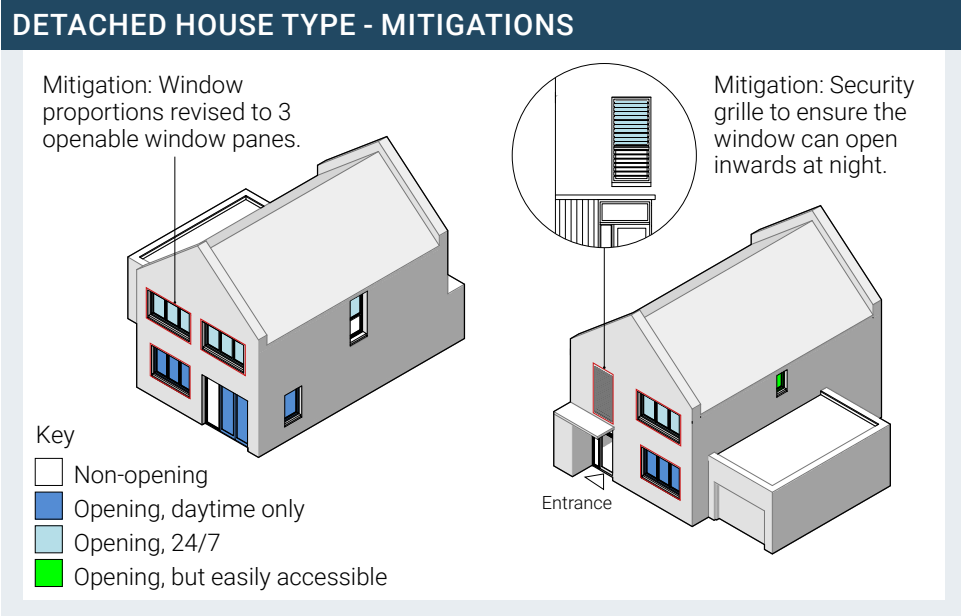 DETACHED HOUSE TYPE - MITIGATIONS
Mitigation: Window
proportions revised to 3
openable window panes.
Mitigation: Security
grille to ensure the
window can open
inwards at night.
Entrance
Key
Non-opening
Opening, daytime only
Opening, 24/7
Opening, but easily accessible